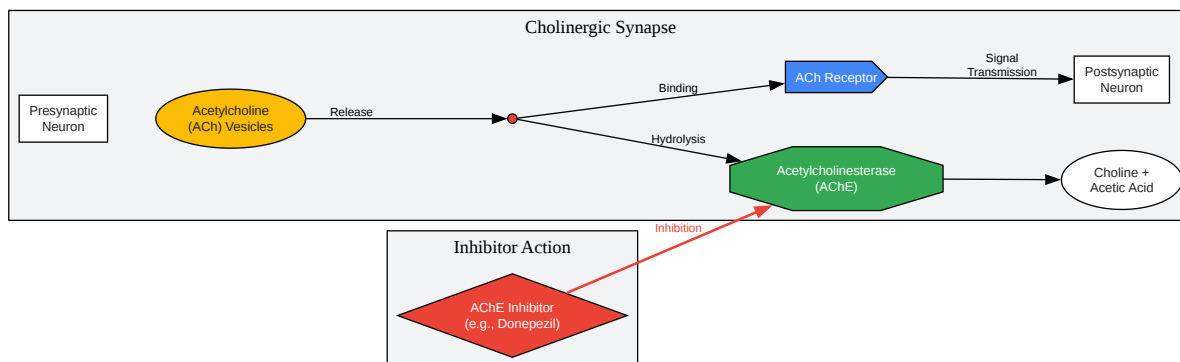 Cholinergic Synapse
Presynaptic
Neuron
Acetylcholine
(ACh) Vesicles
Release
Binding
Hydrolysis
ACh Receptor
Signal
Transmission
Postsynaptic
Neuron
Acetylcholinesterase
(AChE)
Choline +
Acetic Acid
Inhibition
Inhibitor Action
AChE Inhibitor
(e.g., Donepezil)